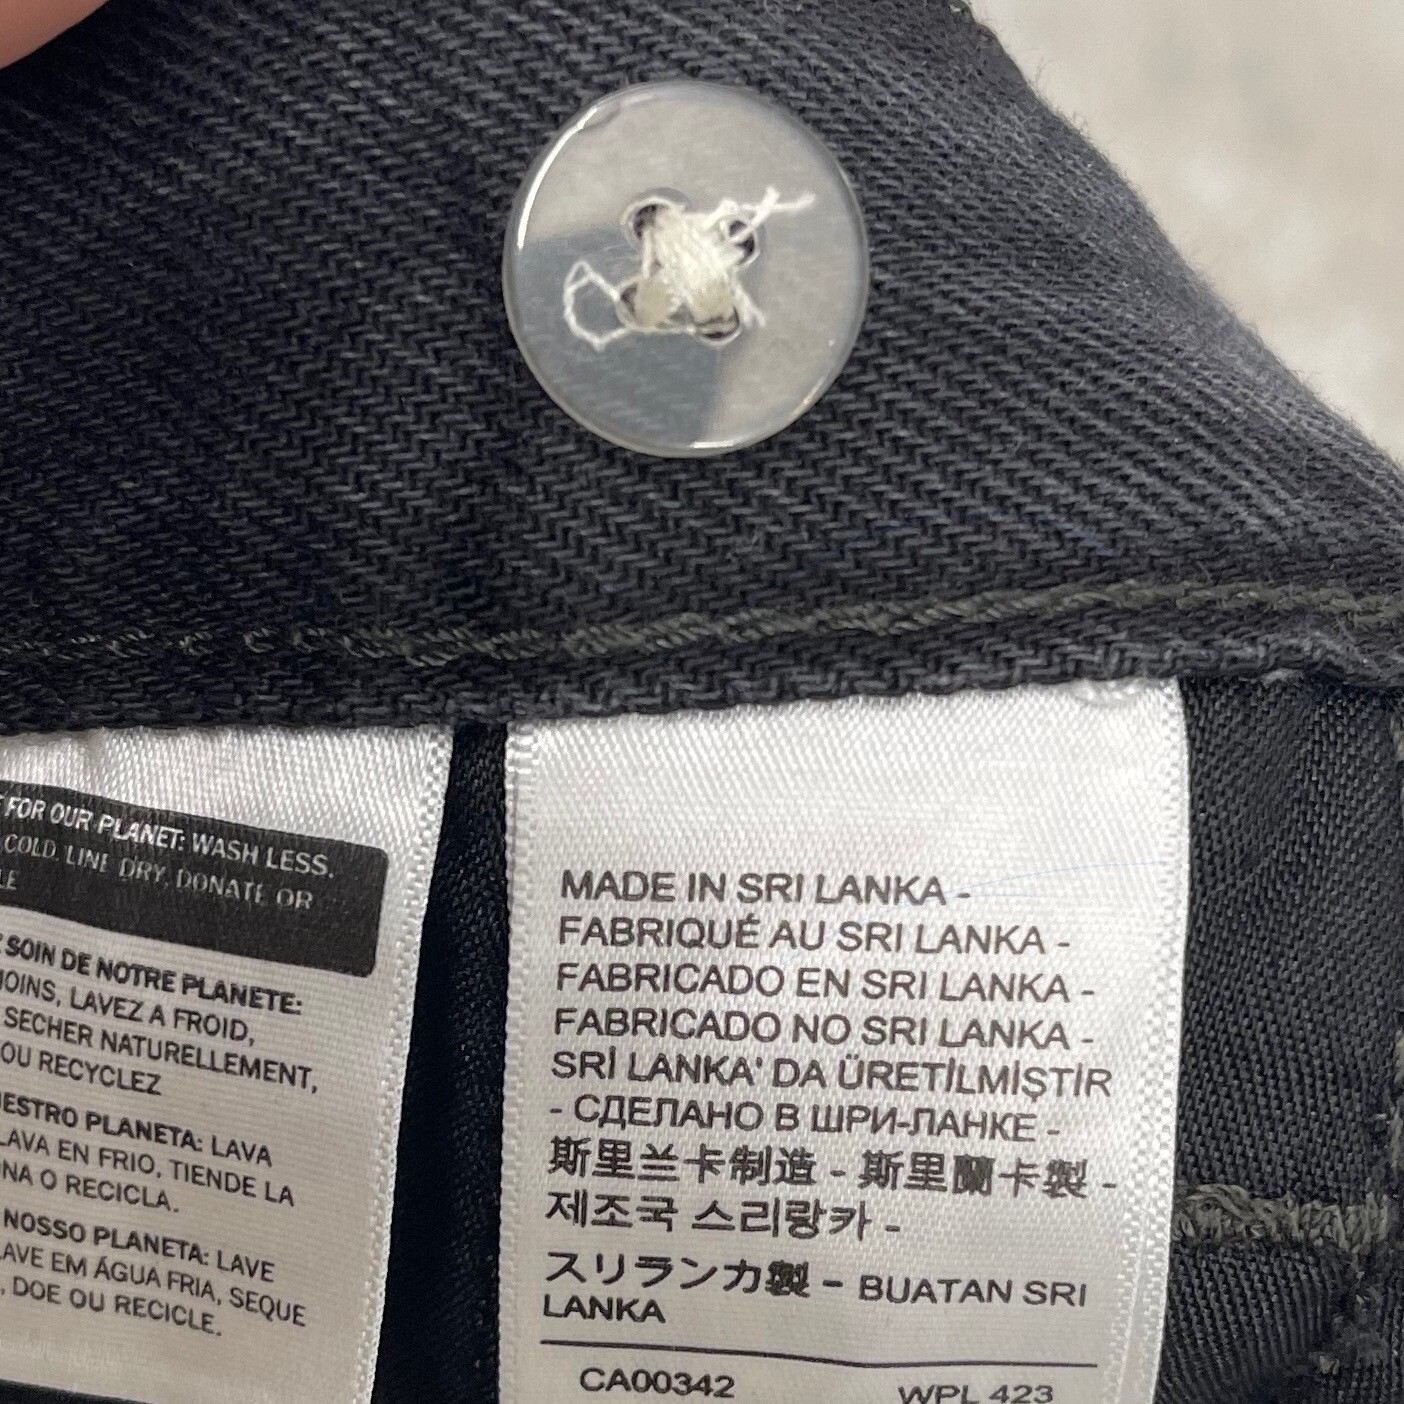 FOR OUR PLANET: WASH LESS.
COLD. LINE DRY. DONATE OR
SOIN DE NOTRE PLANETE:
MOINS, LAVEZ A FROID,
SECHER NATURELLEMENT,
OU RECYCLEZ
PLANETA: LAVA
LAVA EN FRIO, TIENDE LA
O RECICLA.
NOSSO PLANETA: LAVE
LAVE EM ÁGUA FRIA, SEQUE
, DOE OU RECICLE.
MADE IN SRI LANKA -
FABRIQUÉ AU SRI LANKA -
FABRICADO EN SRI LANKA -
FABRICADO NO SRI LANKA -
SRİ LANKA' DA ÜRETİLMİŞTİR
- СДЕЛАНО В ШРИ-ЛАНКЕ -
斯里兰卡制造 - 斯里蘭卡製 -
제조국 스리랑카 -
スリランカ製 - BUATAN SRI
LANKA
CA00342 WPL 423